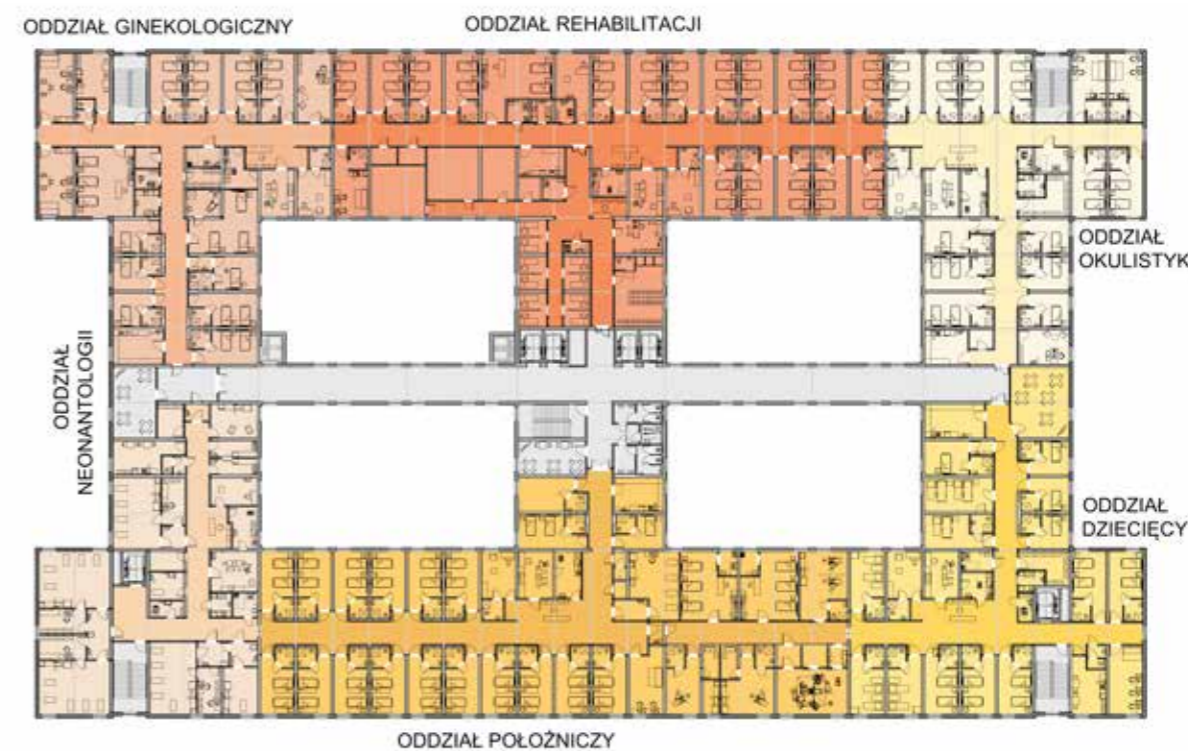 ODDZIAŁ GINEKOLOGICZNY
ODDZIAŁ REHABILITACJI
ODDZIAŁ
OKULISTYK
ODDZIAŁ
NEONANTOLOGII
ODDZIAŁ
DZIECIĘCY
ODDZIAŁ POŁOŻNICZY